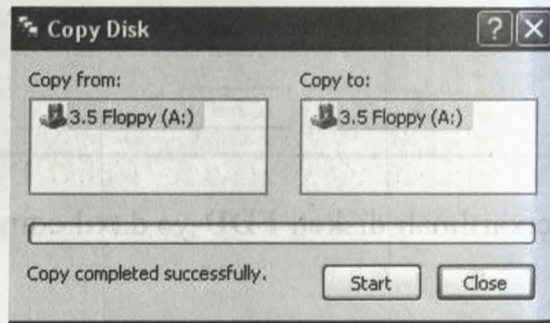 Copy Disk
Copy from:
Copy to:
3.5 Floppy (A:)
3.5 Floppy (A:)
Copy completed successfully.
Start
Close